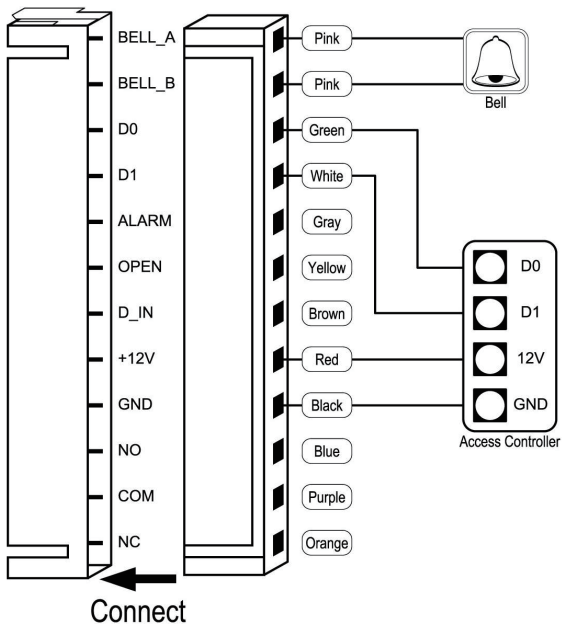 BELL_A
Pink
BELL_B
Pink
Bell
D0
Green
D1
White
ALARM
Gray
OPEN
Yellow
D0
D_IN
Brown
D1
+12V
Red
12V
GND
Black
GND
Access Controller
NO
Blue
COM
Purple
NC
Orange
Connect